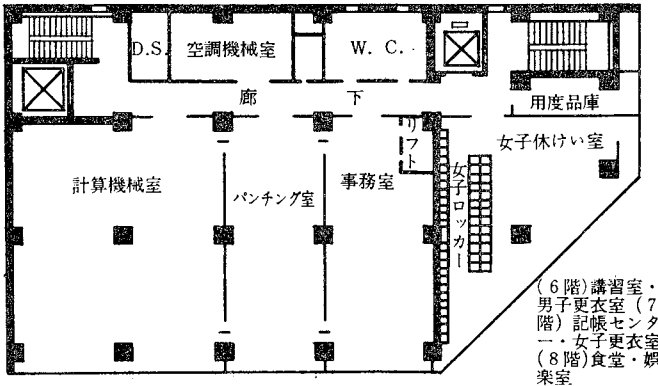 D.S.
空調機械室
W. C.
廊下
用度品庫
リフト
女子休けい室
計算機械室
パンチング室
事務室
女子ロッカー
(6階)講習室・
男子更衣室(7
階)記帳センタ
ー・女子更衣室
(8階)食堂・娯
楽室